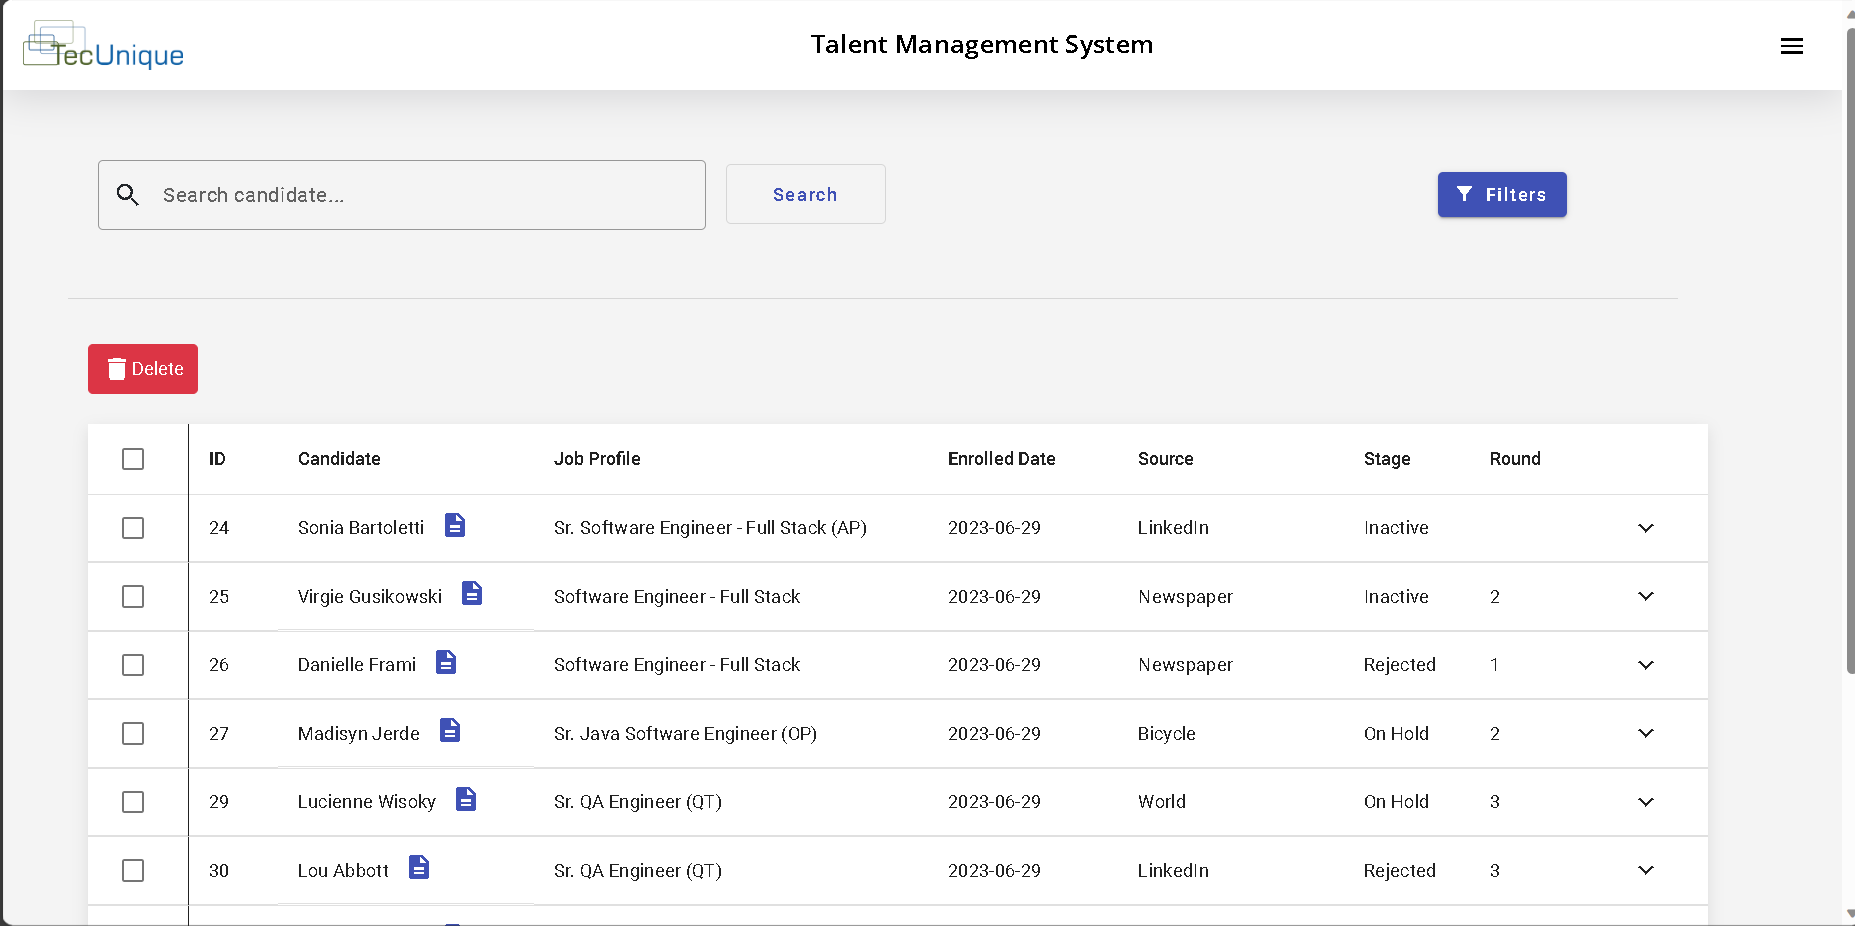 TecUnique
Talent Management System
Search candidate...
Search
Filters
Delete
ID Candidate Job Profile Enrolled Date Source Stage Round
24 Sonia Bartoletti Sr. Software Engineer - Full Stack (AP) 2023-06-29 LinkedIn Inactive
25 Virgie Gusikowski Software Engineer - Full Stack 2023-06-29 Newspaper Inactive 2
26 Danielle Frami Software Engineer - Full Stack 2023-06-29 Newspaper Rejected 1
27 Madisyn Jerde Sr. Java Software Engineer (OP) 2023-06-29 Bicycle On Hold 2
29 Lucienne Wisoky Sr. QA Engineer (QT) 2023-06-29 World On Hold 3
30 Lou Abbott Sr. QA Engineer (QT) 2023-06-29 LinkedIn Rejected 3